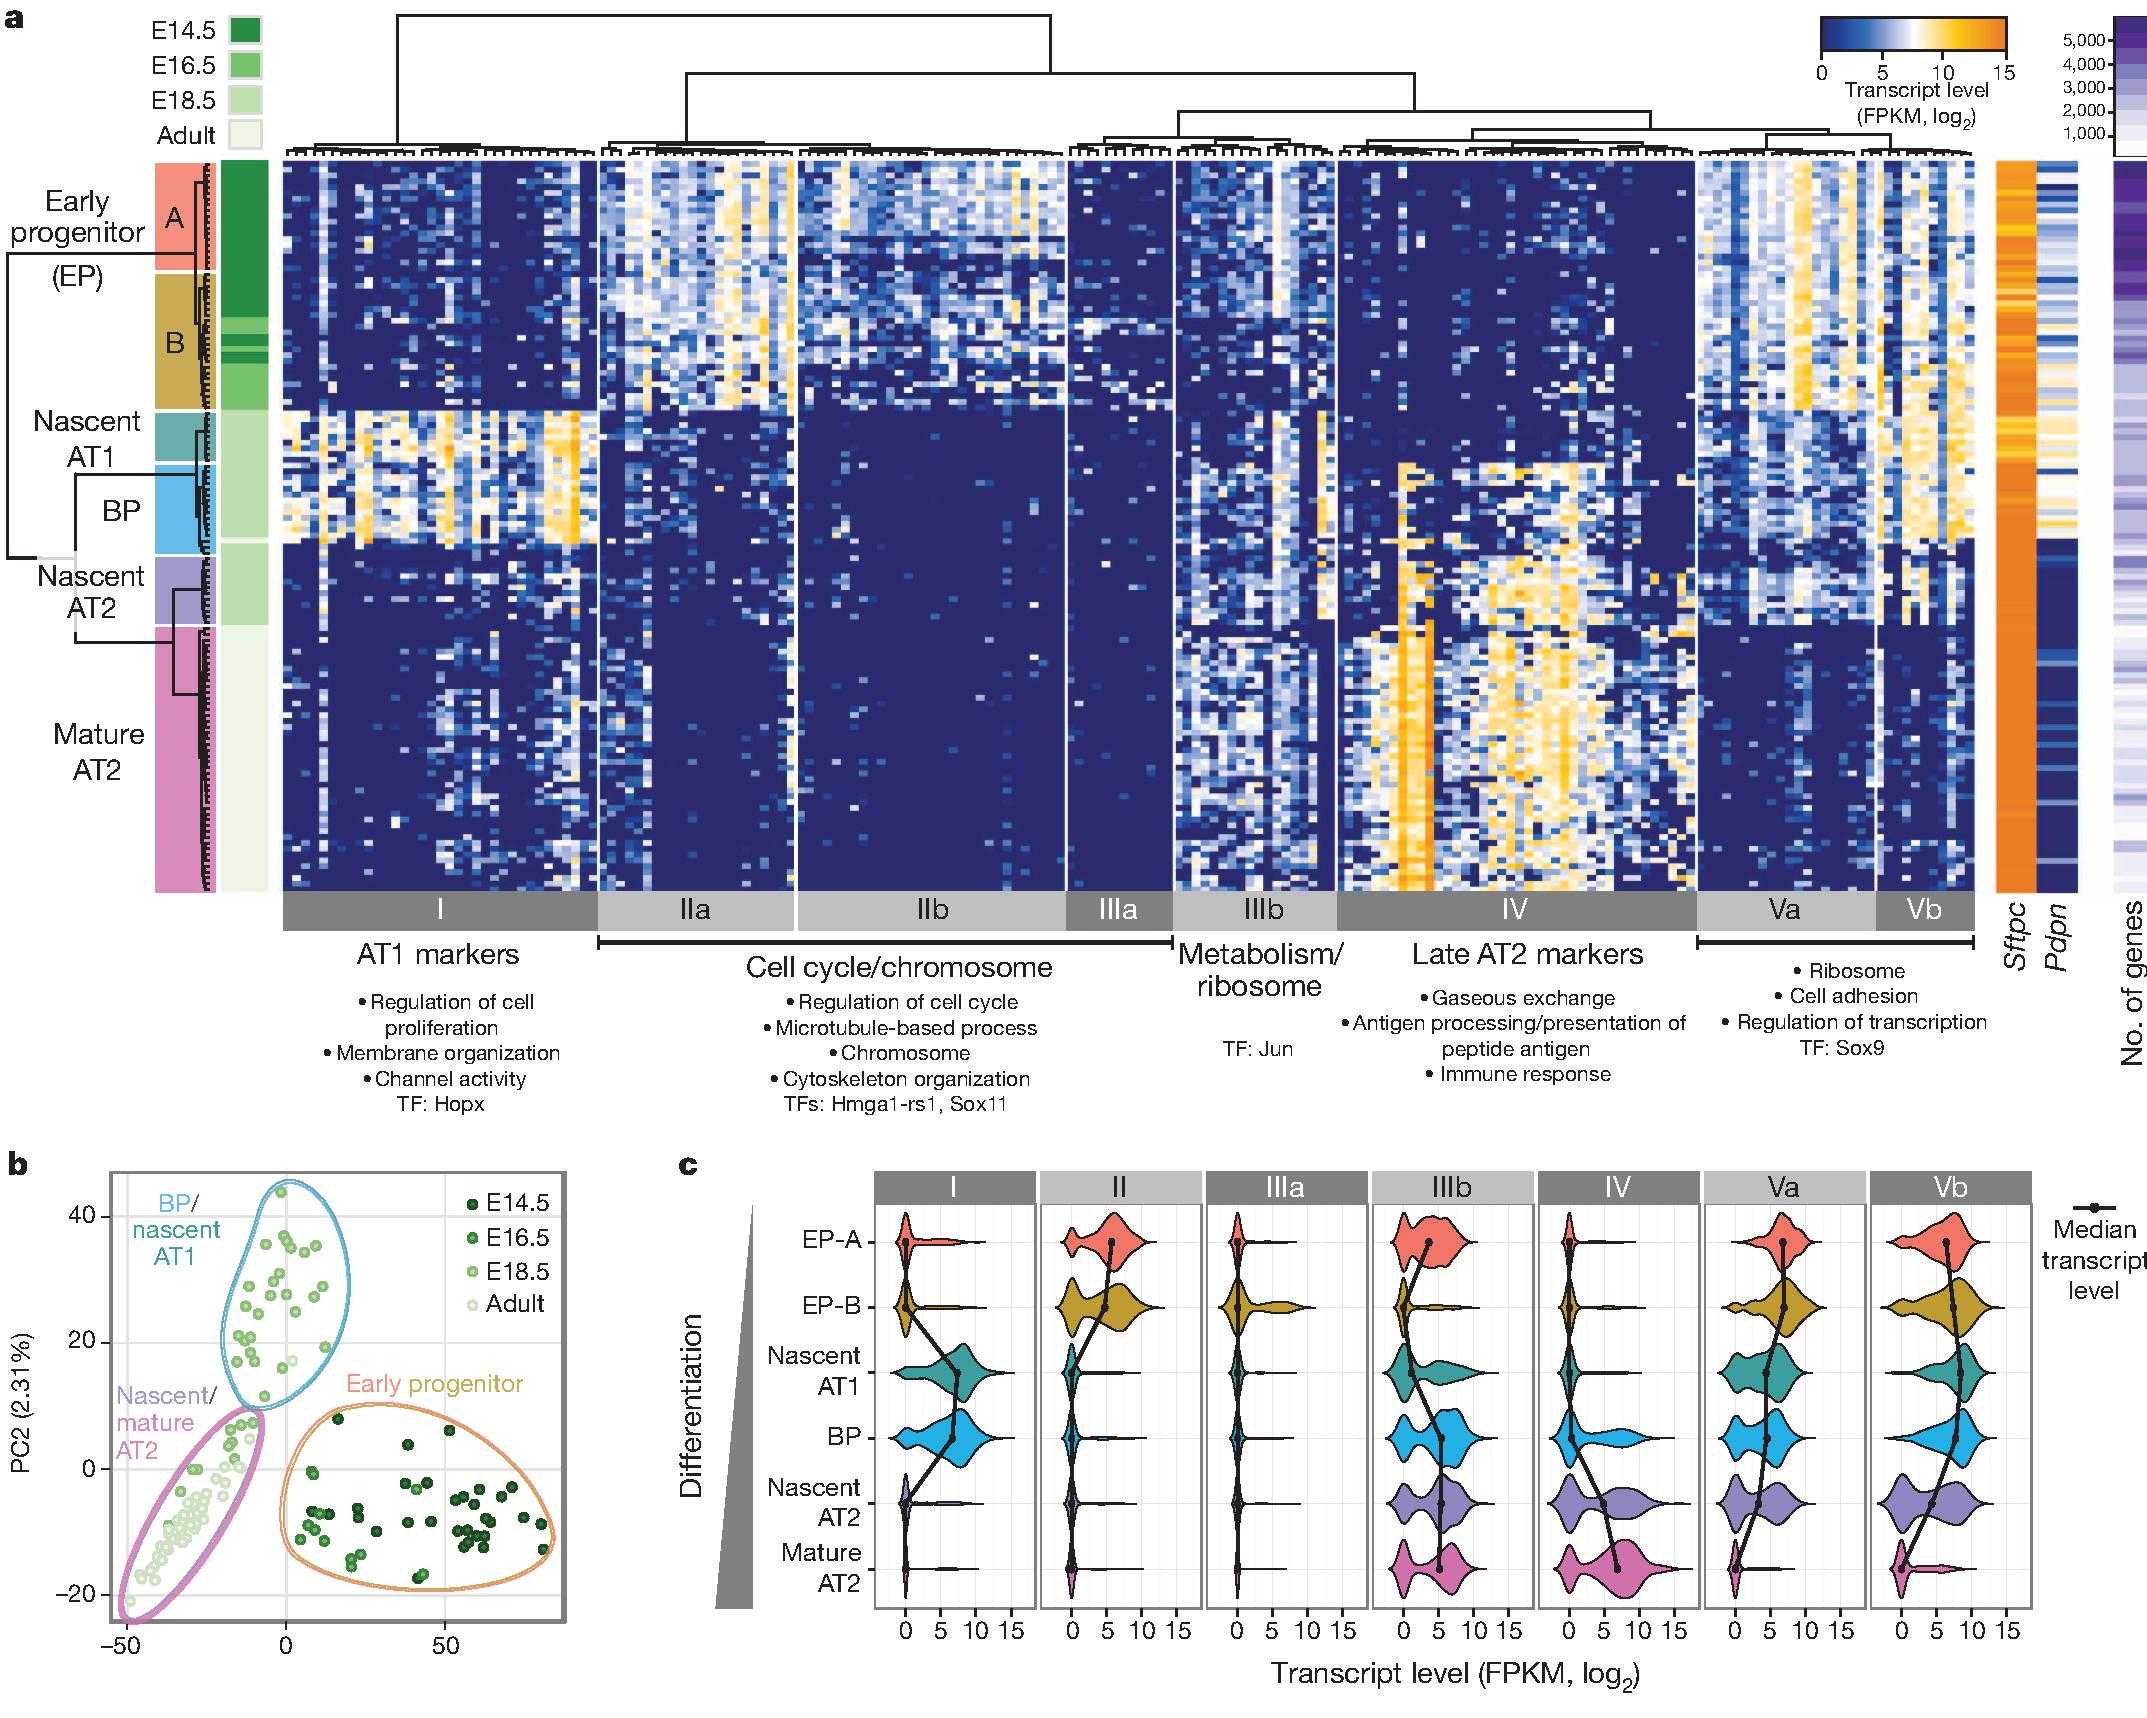 a
E14.5
E16.5
E18.5
Adult
0 5 10 15
Transcript level
(FPKM, log2)
5,000
4,000
3,000
2,000
1,000
Early
progenitor
(EP)
A
B
Nascent
AT1
BP
Nascent
AT2
Mature
AT2
I IIa IIb IIIa IIIb IV Va Vb
Sftpc
Pdpn
No. of genes
AT1 markers
• Regulation of cell
proliferation
• Membrane organization
• Channel activity
TF: Hopx
Cell cycle/chromosome
• Regulation of cell cycle
• Microtubule-based process
• Chromosome
• Cytoskeleton organization
TFs: Hmga1-rs1, Sox11
Metabolism/
ribosome
TF: Jun
Late AT2 markers
• Gaseous exchange
• Antigen processing/presentation of
peptide antigen
• Immune response
• Ribosome
• Cell adhesion
• Regulation of transcription
TF: Sox9
b
PC2 (2.31%)
40
20
0
–20
–50 0 50
BP/
nascent
AT1
E14.5
E16.5
E18.5
Adult
Nascent/
mature
AT2
Early progenitor
c
I II IIIa IIIb IV Va Vb
Differentiation
EP-A
EP-B
Nascent
AT1
BP
Nascent
AT2
Mature
AT2
0 5 10 15 0 5 10 15 0 5 10 15 0 5 10 15 0 5 10 15 0 5 10 15 0 5 10 15
Transcript level (FPKM, log2)
Median
transcript
level